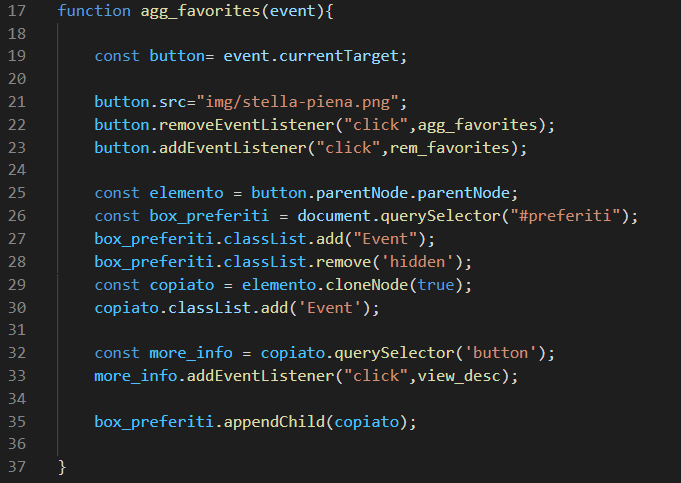 17 function agg_favorites(event){
18
19 const button= event.currentTarget;
20
21 button.src="img/stella-piena.png";
22 button.removeEventListener("click",agg_favorites);
23 button.addEventListener("click",rem_favorites);
24
25 const elemento = button.parentNode.parentNode;
26 const box_preferiti = document.querySelector("#preferiti");
27 box_preferiti.classList.add("Event");
28 box_preferiti.classList.remove('hidden');
29 const copiato = elemento.cloneNode(true);
30 copiato.classList.add('Event');
31
32 const more_info = copiato.querySelector('button');
33 more_info.addEventListener("click",view_desc);
34
35 box_preferiti.appendChild(copiato);
36
37 }